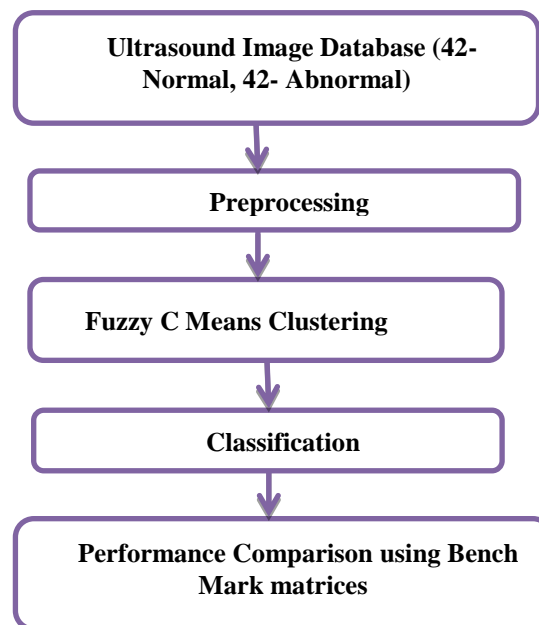 Ultrasound Image Database (42-
Normal, 42- Abnormal)
Preprocessing
Fuzzy C Means Clustering
Classification
Performance Comparison using Bench
Mark matrices